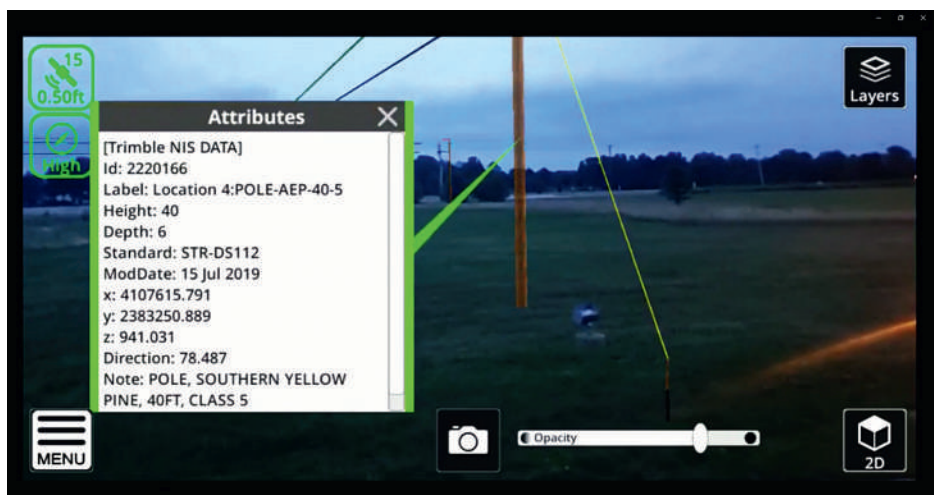 15
0.50ft
High
Attributes
[Trimble NIS DATA]
Id: 2220166
Label: Location 4:POLE-AEP-40-5
Height: 40
Depth: 6
Standard: STR-DS112
ModDate: 15 Jul 2019
x: 4107615.791
y: 2383250.889
z: 941.031
Direction: 78.487
Note: POLE, SOUTHERN YELLOW
PINE, 40FT, CLASS 5
Layers
MENU
Opacity
2D